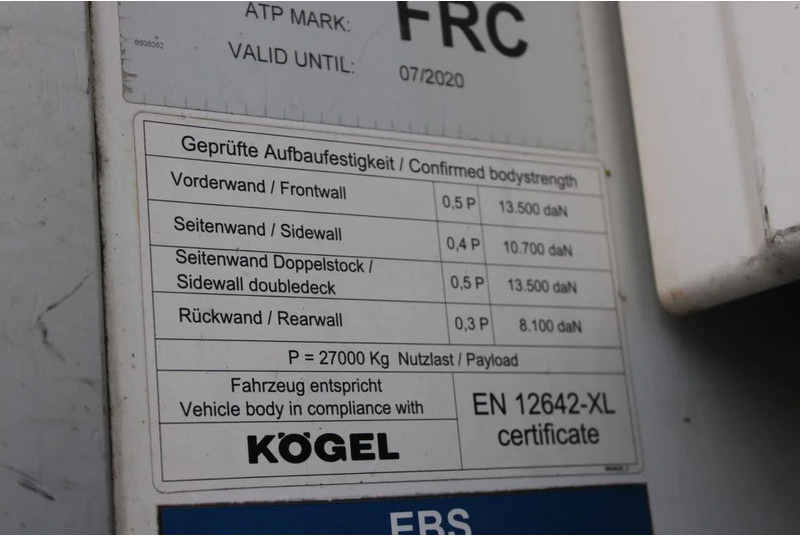 ATP MARK: FRC
VALID UNTIL: 07/2020
Geprüfte Aufbaufestigkeit / Confirmed bodystrength
Vorderwand / Frontwall 0,5 P 13.500 daN
Seitenwand / Sidewall 0,4 P 10.700 daN
Seitenwand Doppelstock /
Sidewall doubledeck 0,5 P 13.500 daN
Rückwand / Rearwall 0,3 P 8.100 daN
P = 27000 Kg Nutzlast / Payload
Fahrzeug entspricht
Vehicle body in compliance with
KÖGEL
EN 12642-XL
certificate
EBS